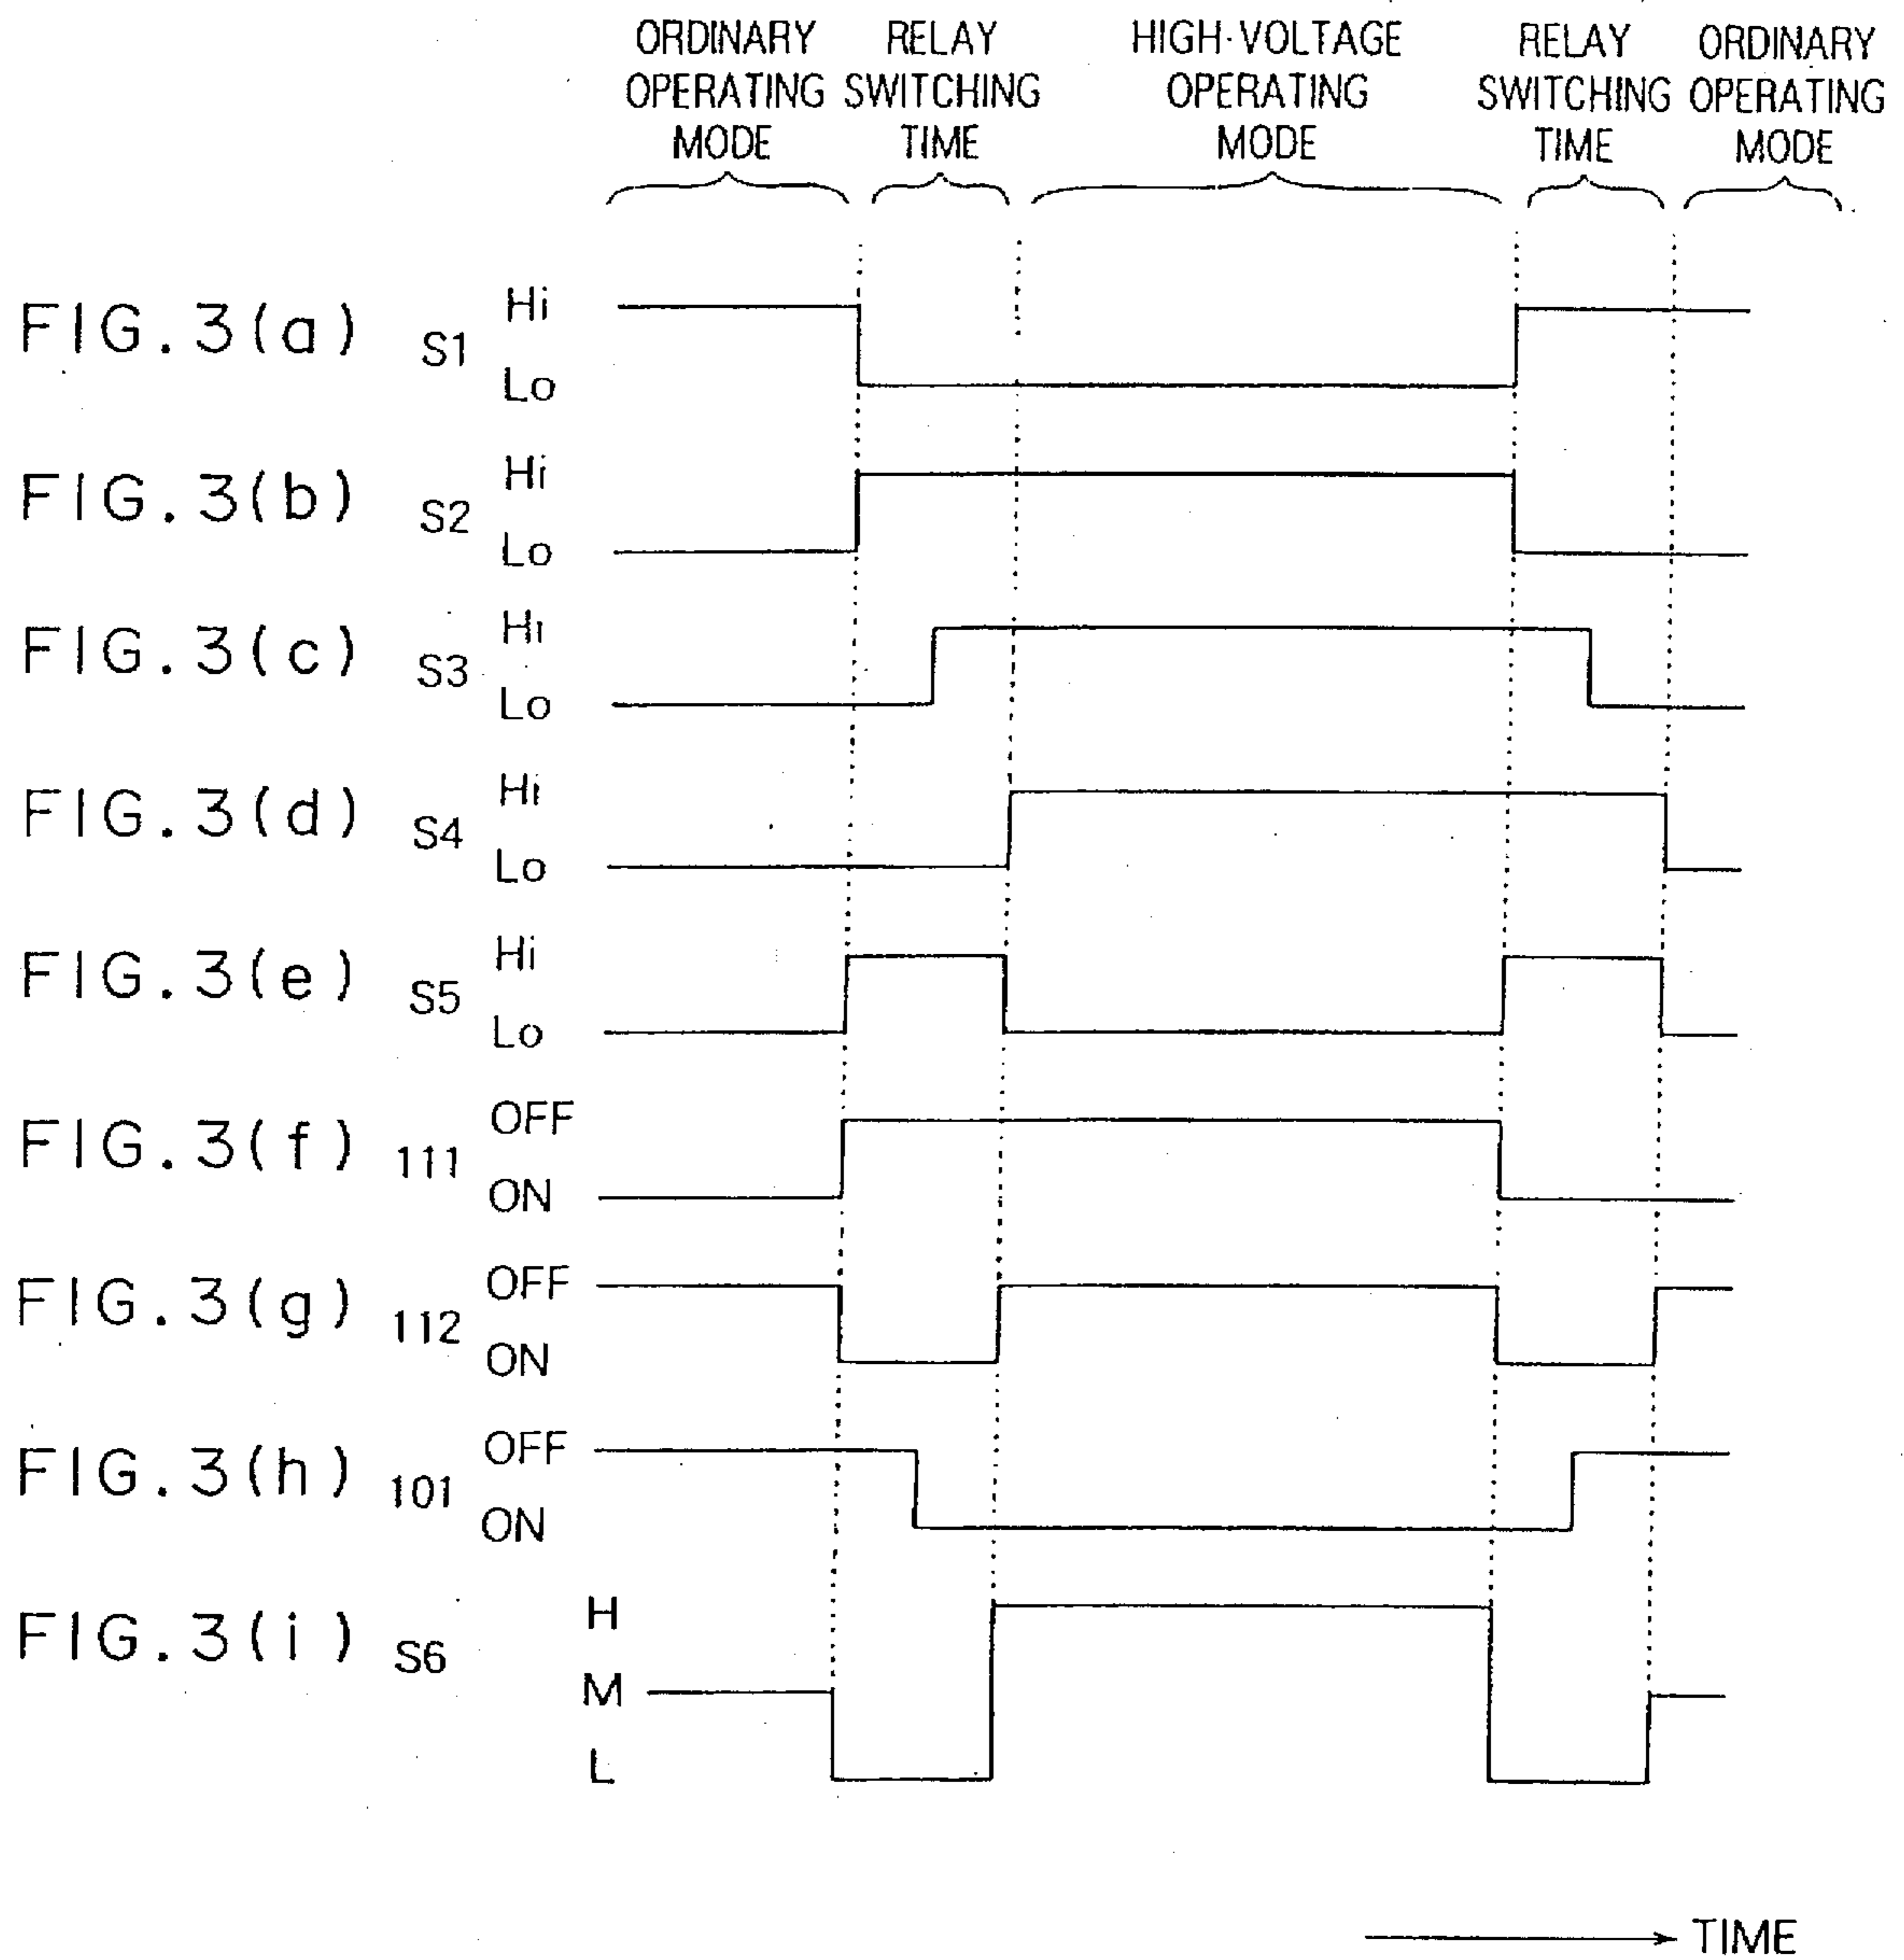 ORDINARY OPERATING MODE
RELAY SWITCHING TIME
HIGH-VOLTAGE OPERATING MODE
RELAY SWITCHING TIME
ORDINARY OPERATING MODE
FIG. 3(a) S1 Hi Lo
FIG. 3(b) S2 Hi Lo
FIG. 3(c) S3 Hi Lo
FIG. 3(d) S4 Hi Lo
FIG. 3(e) S5 Hi Lo
FIG. 3(f) 111 OFF ON
FIG. 3(g) 112 OFF ON
FIG. 3(h) 101 OFF ON
FIG. 3(i) S6 H M L
TIME